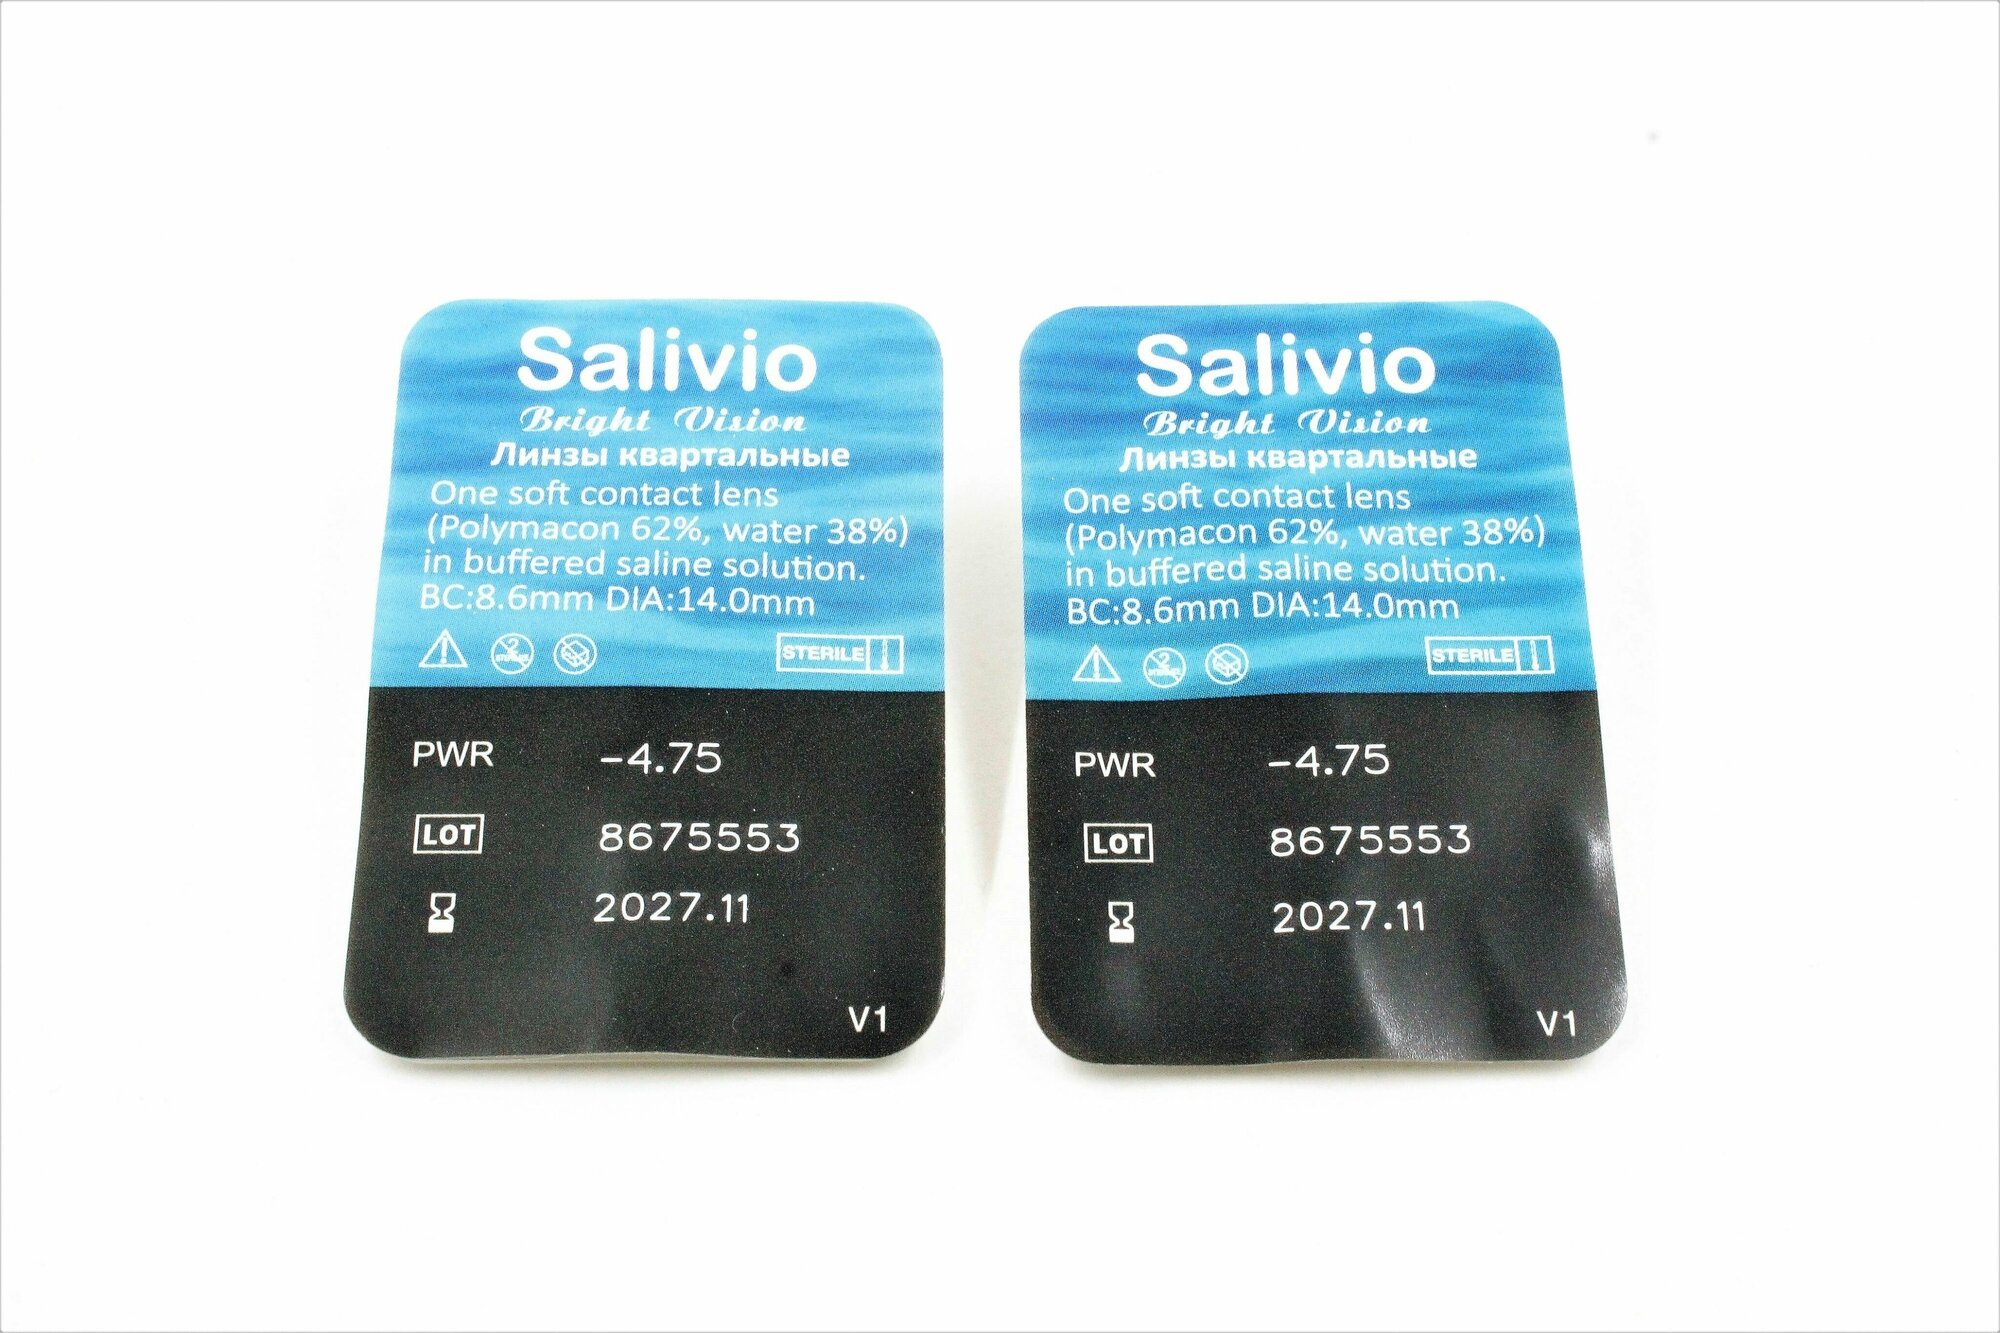 Salivio
Bright Vision
Линзы квартальные
One soft contact lens
(Polymacon 62%, water 38%)
in buffered saline solution.
BC:8.6mm DIA:14.0mm
STERILE
PWR -4.75
LOT 8675553
2027.11
V1
Salivio
Bright Vision
Линзы квартальные
One soft contact lens
(Polymacon 62%, water 38%)
in buffered saline solution.
BC:8.6mm DIA:14.0mm
STERILE
PWR -4.75
LOT 8675553
2027.11
V1